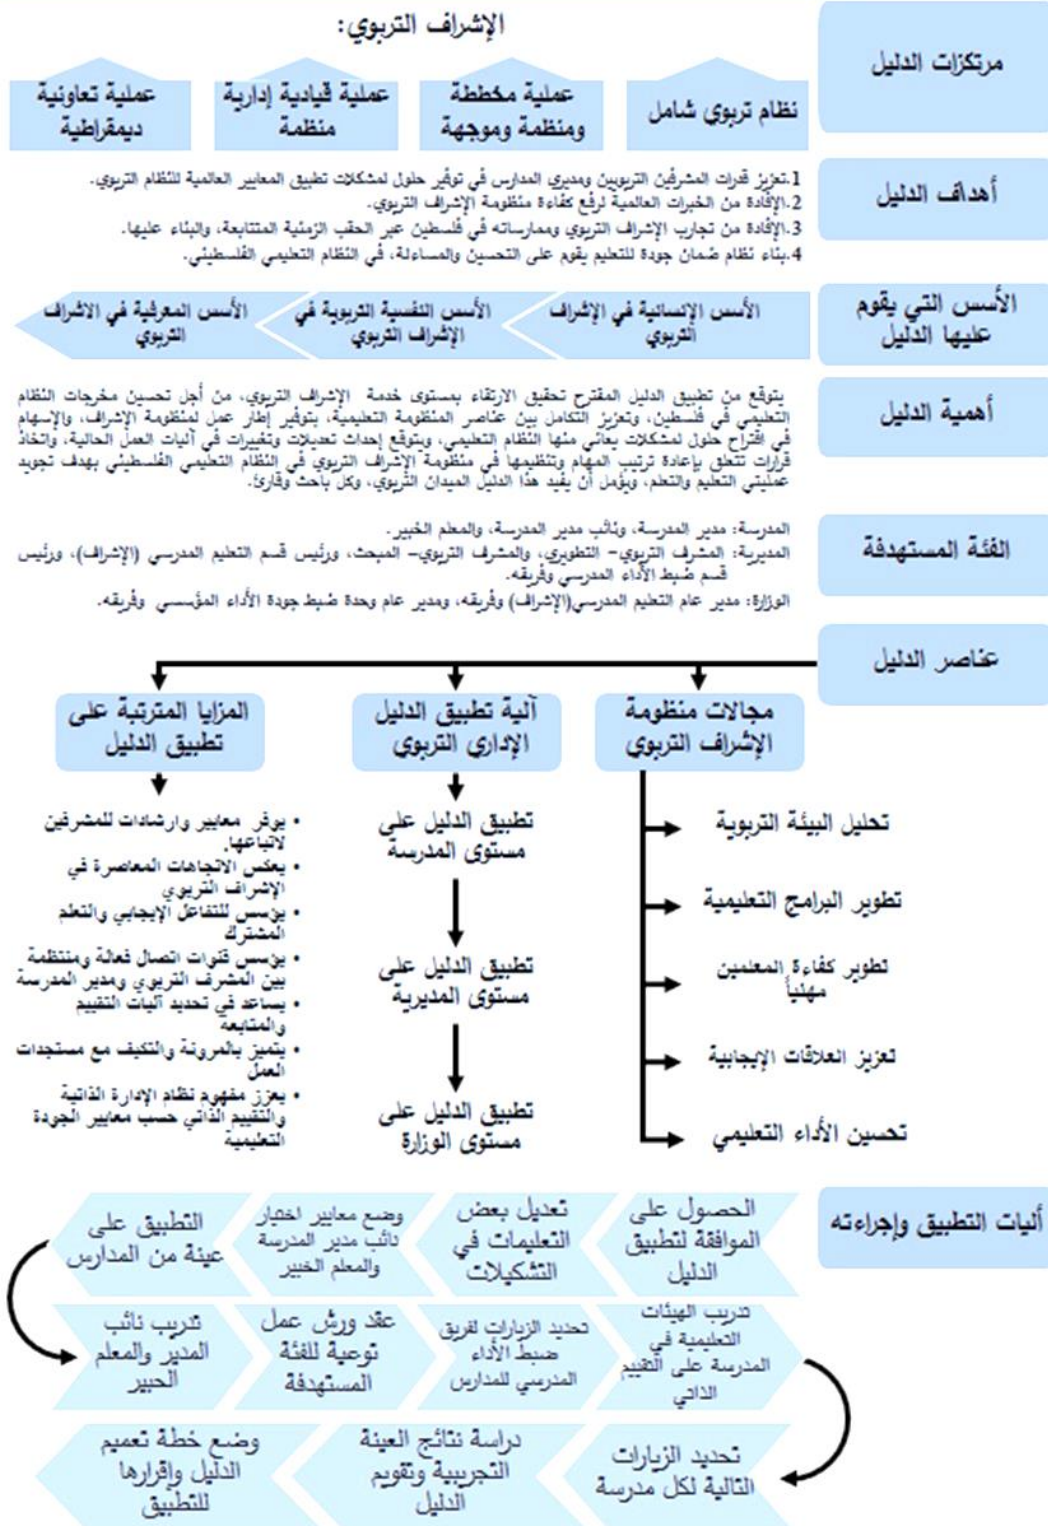 مرتكزات الدليل
الإشراف التربوي:
نظام تربوي شامل
عملية مخططة
ومنظمة وموجهة
عملية قيادية إدارية
منظمة
عملية تعاونية
ديمقراطية
أهداف الدليل
1.تعزيز قدرات المشرفين التربويين ومديري المدارس في توفير حلول لمشكلات تطبيق المعايير العالمية للنظام التربوي.
2.الإفادة من الخبرات العالمية لرفع كفاءة منظومة الإشراف التربوي.
3.الإفادة من تجارب الإشراف التربوي وممارساته في فلسطين عبر الحقب الزمنية المتتابعة، والبناء عليها.
4.بناء نظام ضمان جودة للتعليم يقوم على التحسين والمساءلة، في النظام التعليمي الفلسطيني.
الأسس التي يقوم
عليها الدليل
الأسس الإنسانية في الإشراف
التربوي
الأسس النفسية التربوية في
الإشراف التربوي
الأسس المعرفية في الاشراف
التربوي
أهمية الدليل
يتوقع من تطبيق الدليل المقترح تحقيق الارتقاء بمستوى خدمة الإشراف التربوي، من أجل تحسين مخرجات النظام
التعليمي في فلسطين، وتعزيز التكامل بين عناصر المنظومة التعليمية، بتوفير إطار عمل لمنظومة الإشراف، والإسهام
في اقتراح حلول لمشكلات يعاني منها النظام التعليمي، ويتوقع إحداث تعديلات وتغييرات في آليات العمل الحالية، واتخاذ
قرارات تتعلق بإعادة ترتيب المهام وتنظيمها في منظومة الإشراف التربوي في النظام التعليمي الفلسطيني بهدف تجويد
عمليتي التعليم والتعلم، ويؤمل أن يفيد هذا الدليل الميدان التربوي، وكل باحث وقارئ.
الفئة المستهدفة
المدرسة: مدير المدرسة، ونائب مدير المدرسة، والمعلم الخبير.
المديرية: المشرف التربوي- التطويري، والمشرف التربوي- المبحث، ورئيس قسم التعليم المدرسي (الإشراف)، ورئيس
قسم ضبط الأداء المدرسي وفريقه.
الوزارة: مدير عام التعليم المدرسي(الإشراف) وفريقه، ومدير عام وحدة ضبط جودة الأداء المؤسسي وفريقه.
عناصر الدليل
مجالات منظومة
الإشراف التربوي
تحليل البيئة التربوية
تطوير البرامج التعليمية
تطوير كفاءة المعلمين
مهنياً
تعزيز العلاقات الإيجابية
تحسين الأداء التعليمي
آلية تطبيق الدليل
الإداري التربوي
تطبيق الدليل على
مستوى المدرسة
تطبيق الدليل على
مستوى المديرية
تطبيق الدليل على
مستوى الوزارة
المزايا المترتبة على
تطبيق الدليل
• يوفر معايير وارشادات للمشرفين
لاتباعها.
• يعكس الاتجاهات المعاصرة في
الإشراف التربوي
• يؤسس للتفاعل الإيجابي والتعلم
المشترك
• يؤسس قنوات اتصال فعالة ومنتظمة
بين المشرف التربوي ومدير المدرسة
• يساعد في تحديد آليات التقييم
والمتابعة
• يتميز بالمرونة والتكيف مع مستجدات
العمل
• يعزز مفهوم نظام الإدارة الذاتية
والتقييم الذاتي حسب معايير الجودة
التعليمية
أليات التطبيق وإجراءته
الحصول على
الموافقة لتطبيق
الدليل
تعديل بعض
التعليمات في
التشكيلات
وضع معايير اختيار
نائب مدير المدرسة
والمعلم الخبير
التطبيق على
عينة من المدارس
تدريب نائب
المدير والمعلم
الخبير
عقد ورش عمل
توعية للفئة
المستهدفة
تحديد الزيارات لفريق
ضبط الأداء
المدرسي للمدارس
تدريب الهيئات
التعليمية في
المدرسة على التقييم
الذاتي
تحديد الزيارات
التالية لكل مدرسة
دراسة نتائج العينة
التجريبية وتقويم
الدليل
وضع خطة تعميم
الدليل وإقرارها
للتطبيق